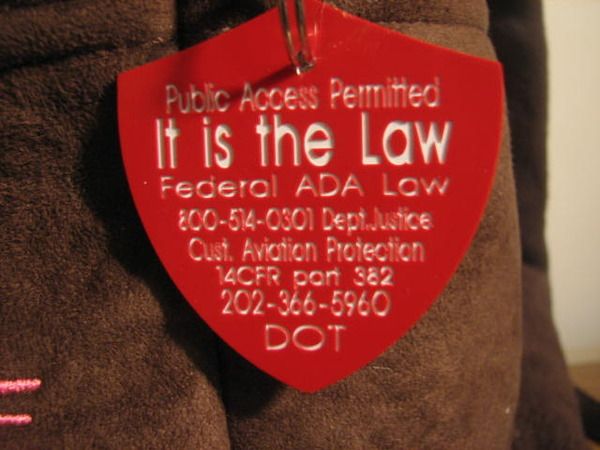 Public Access Permitted
It is the Law
Federal ADA Law
800-514-0301 Dept.Justice
Cust. Aviation Protection
14CFR part 382
202-366-5960
DOT